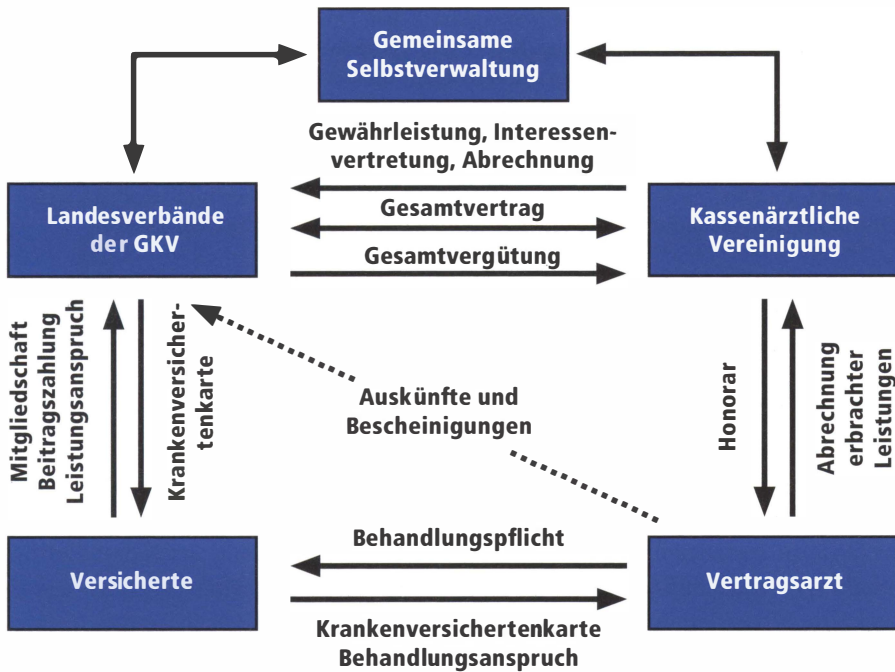 Gemeinsame
Selbstverwaltung
Gewährleistung, Interessen-
vertretung, Abrechnung
Landesverbände
der GKV
Gesamtvertrag
Kassenärztliche
Vereinigung
Gesamtvergütung
Mitgliedschaft
Beitragszahlung
Leistungsanspruch
Krankenversicher-
tenkarte
Auskünfte und
Bescheinigungen
Honorar
Abrechnung
erbrachter
Leistungen
Behandlungspflicht
Versicherte
Vertragsarzt
Krankenversichertenkarte
Behandlungsanspruch